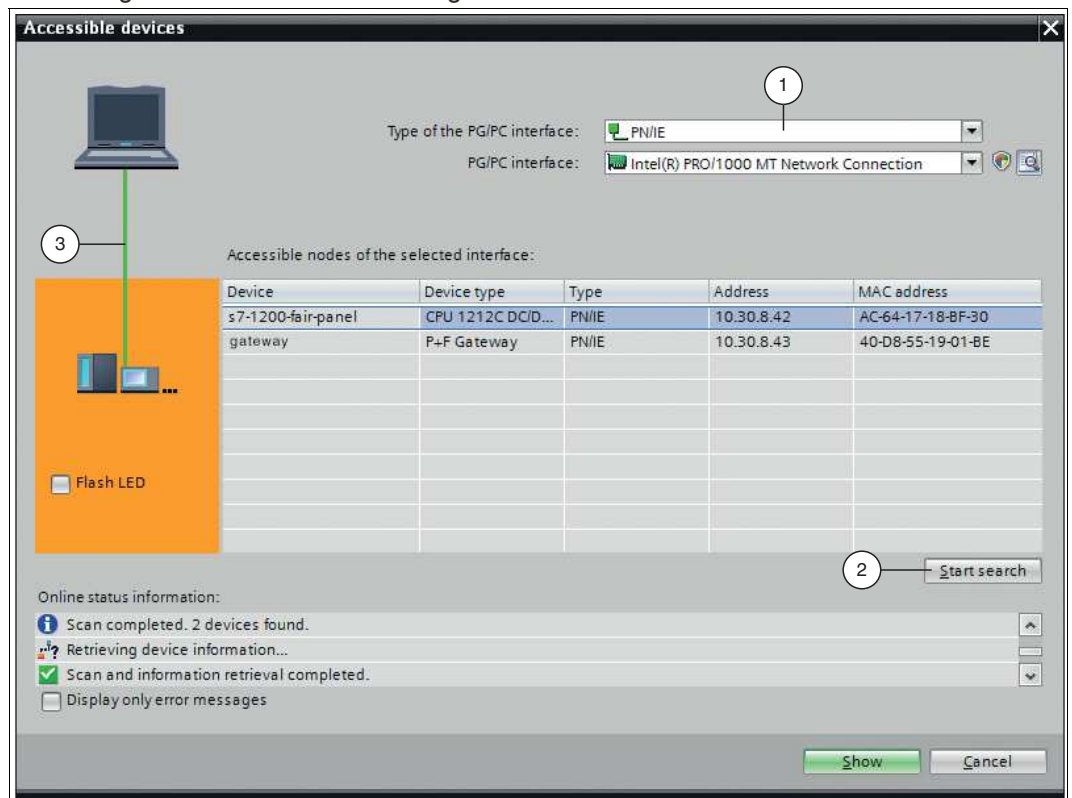 Accessible devices
1
Type of the PG/PC interface: PN/IE
PG/PC interface: Intel(R) PRO/1000 MT Network Connection
3
Accessible nodes of the selected interface:
Device Device type Type Address MAC address
s7-1200-fair-panel CPU 1212C DC/D... PN/IE 10.30.8.42 AC-64-17-18-BF-30
gateway P+F Gateway PN/IE 10.30.8.43 40-D8-55-19-01-BE
...
Flash LED
2 Start search
Online status information:
Scan completed. 2 devices found.
Retrieving device information...
Scan and information retrieval completed.
Display only error messages
Show Cancel